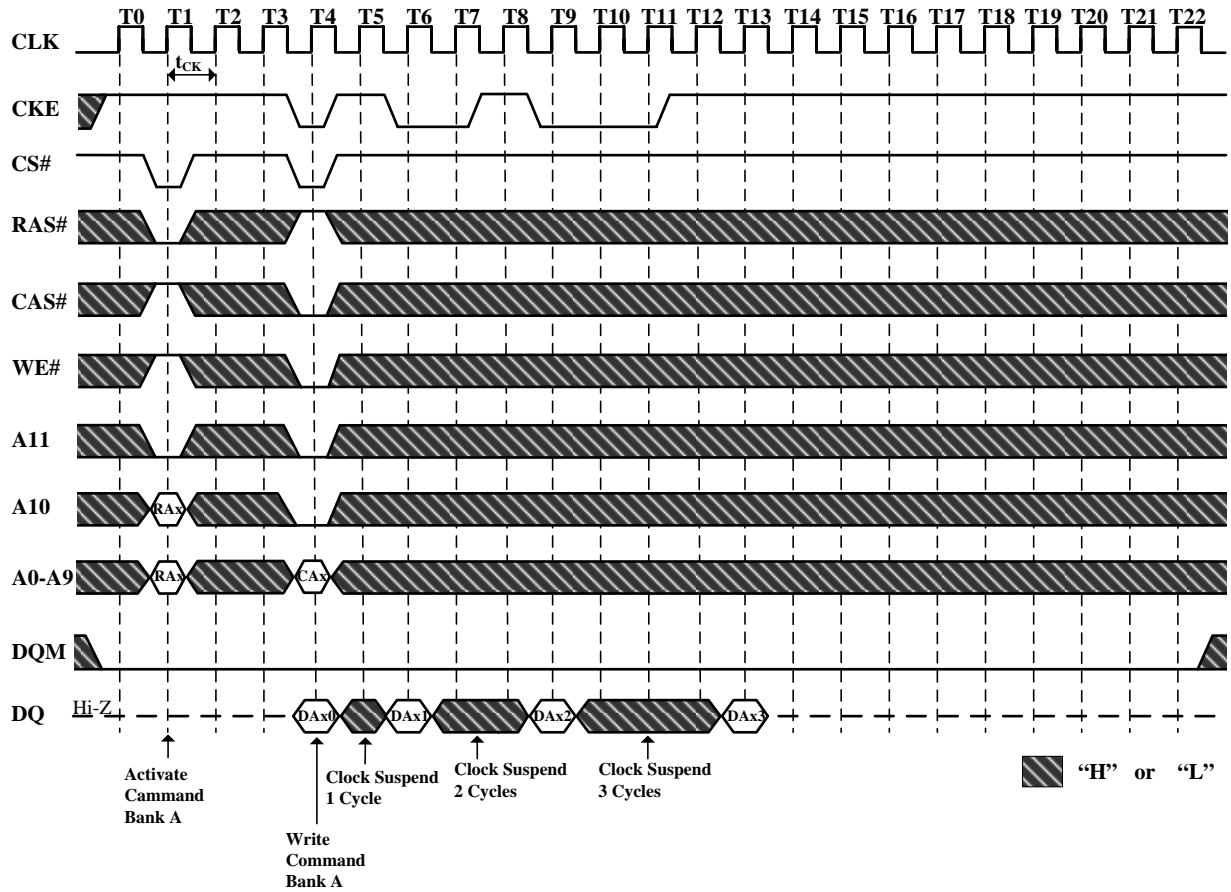 T0 T1 T2 T3 T4 T5 T6 T7 T8 T9 T10 T11 T12 T13 T14 T15 T16 T17 T18 T19 T20 T21 T22
CLK
tCK
CKE
CS#
RAS#
CAS#
WE#
A11
A10 RAx
A0-A9 RAx CAx
DQM
DQ Hi-Z DAx0 DAx1 DAx2 DAx3
Activate
Cammand
Bank A
Clock Suspend
1 Cycle
Clock Suspend
2 Cycles
Clock Suspend
3 Cycles
“H” or “L”
Write
Command
Bank A